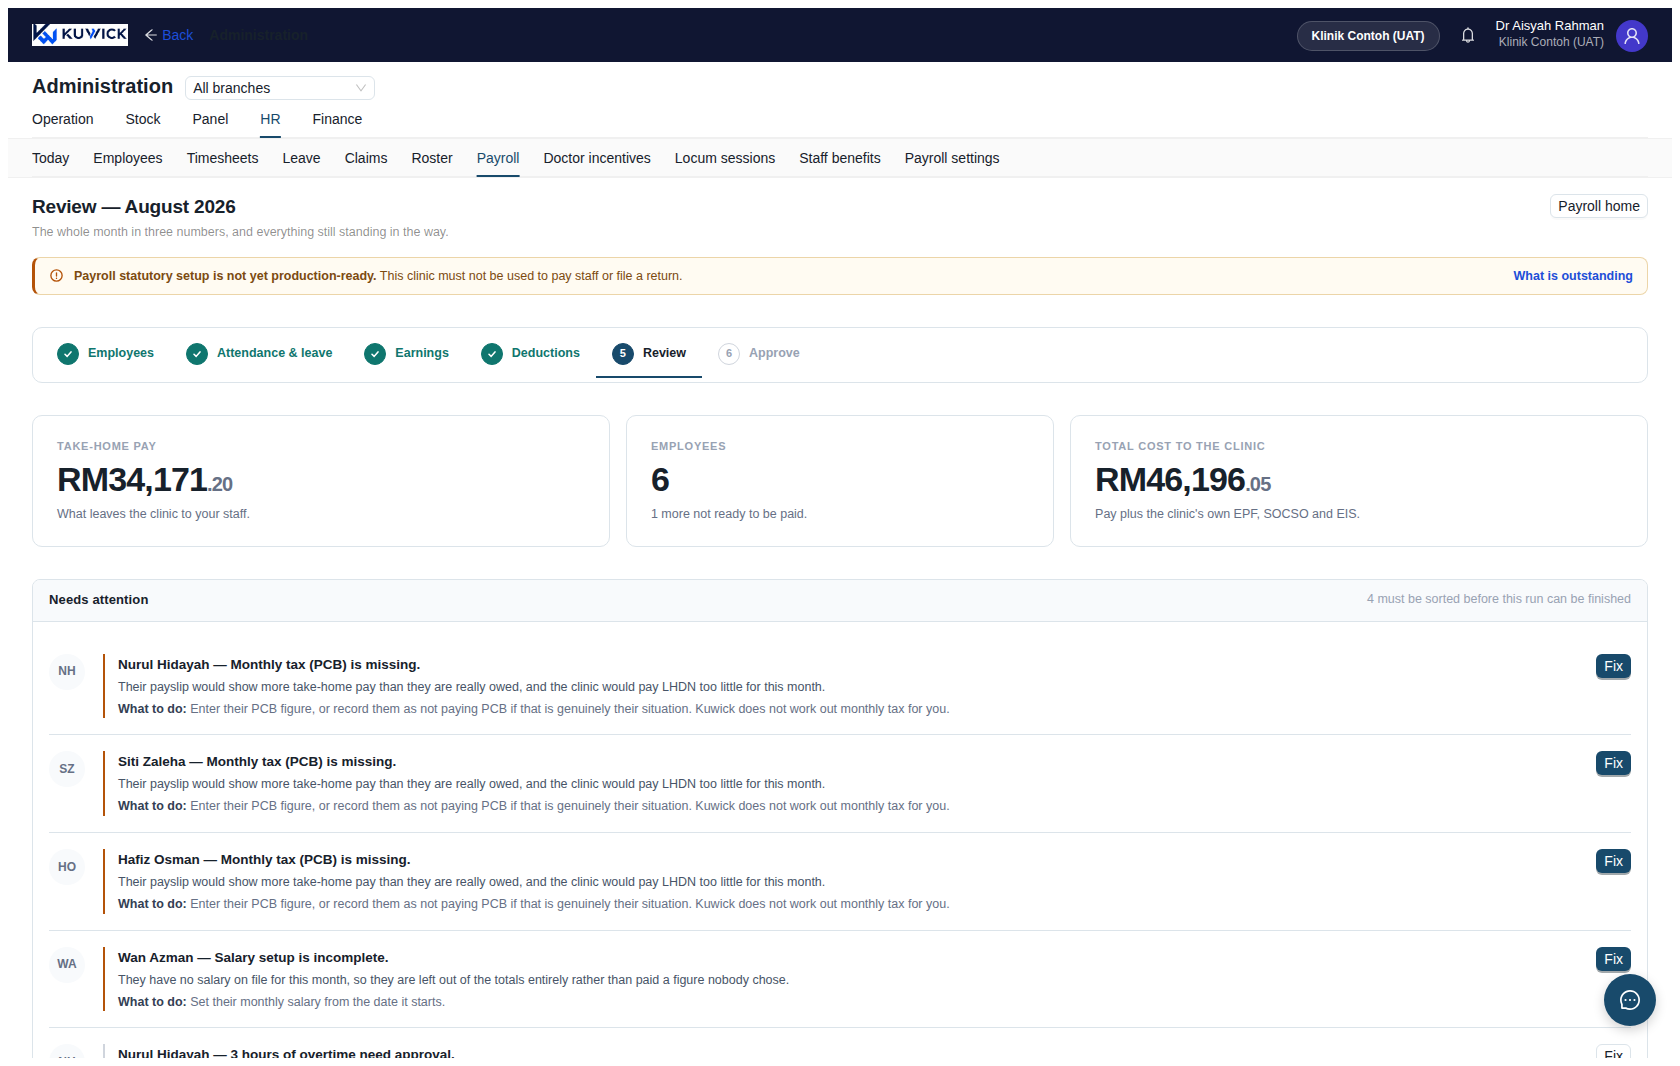 KUWICK
Back Administration
Klinik Contoh (UAT)
Dr Aisyah Rahman
Klinik Contoh (UAT)
Administration
All branches
Operation Stock Panel HR Finance
Today Employees Timesheets Leave Claims Roster Payroll Doctor incentives Locum sessions Staff benefits Payroll settings
Review — August 2026
Payroll home
The whole month in three numbers, and everything still standing in the way.
Payroll statutory setup is not yet production-ready. This clinic must not be used to pay staff or file a return.
What is outstanding
Employees Attendance & leave Earnings Deductions 5 Review 6 Approve
TAKE-HOME PAY
RM34,171.20
What leaves the clinic to your staff.
EMPLOYEES
6
1 more not ready to be paid.
TOTAL COST TO THE CLINIC
RM46,196.05
Pay plus the clinic's own EPF, SOCSO and EIS.
Needs attention
4 must be sorted before this run can be finished
NH
Nurul Hidayah — Monthly tax (PCB) is missing.
Their payslip would show more take-home pay than they are really owed, and the clinic would pay LHDN too little for this month.
What to do: Enter their PCB figure, or record them as not paying PCB if that is genuinely their situation. Kuwick does not work out monthly tax for you.
Fix
SZ
Siti Zaleha — Monthly tax (PCB) is missing.
Their payslip would show more take-home pay than they are really owed, and the clinic would pay LHDN too little for this month.
What to do: Enter their PCB figure, or record them as not paying PCB if that is genuinely their situation. Kuwick does not work out monthly tax for you.
Fix
HO
Hafiz Osman — Monthly tax (PCB) is missing.
Their payslip would show more take-home pay than they are really owed, and the clinic would pay LHDN too little for this month.
What to do: Enter their PCB figure, or record them as not paying PCB if that is genuinely their situation. Kuwick does not work out monthly tax for you.
Fix
WA
Wan Azman — Salary setup is incomplete.
They have no salary on file for this month, so they are left out of the totals entirely rather than paid a figure nobody chose.
What to do: Set their monthly salary from the date it starts.
Fix
Nurul Hidayah — 3 hours of overtime need approval.
Fix